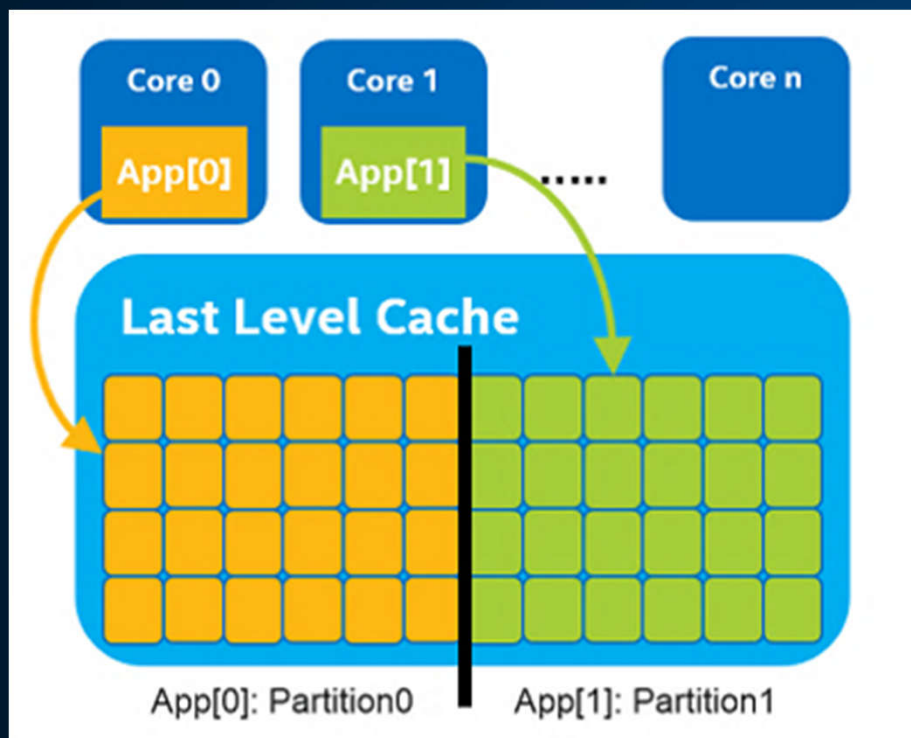 Core 0
Core 1
Core n
App[0]
App[1]
.....
Last Level Cache
App[0]: Partition0
App[1]: Partition1